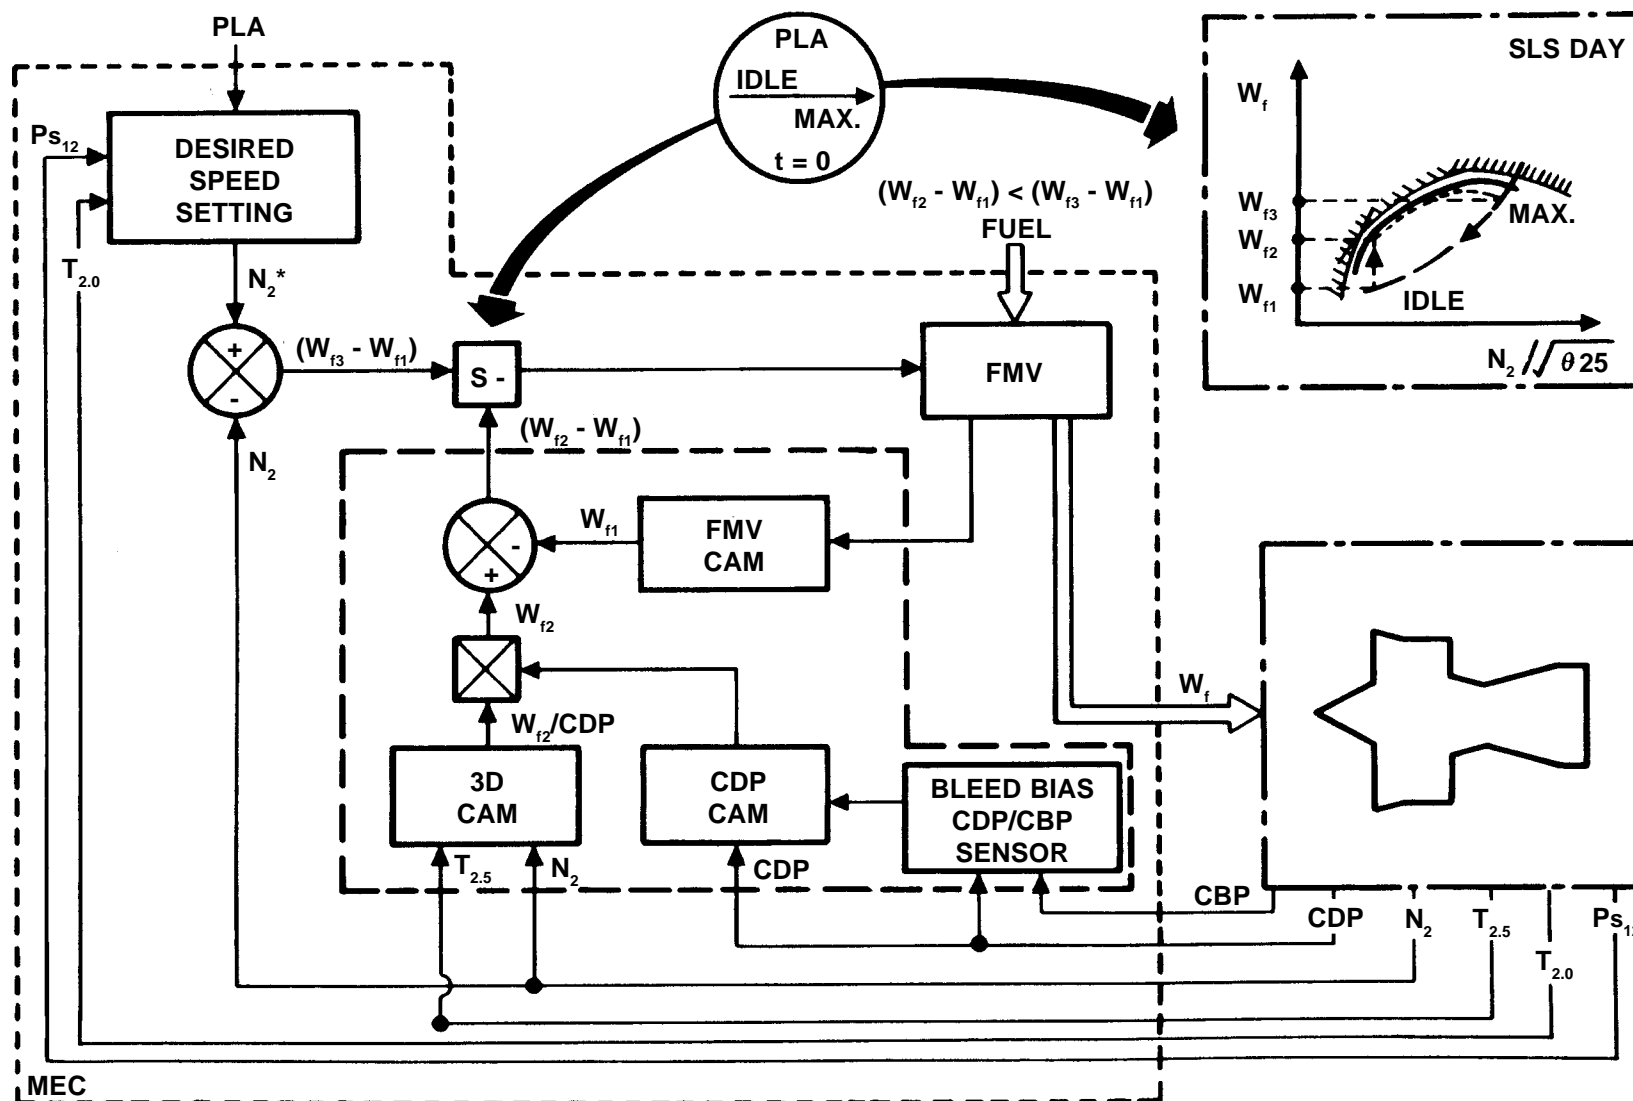 PLA
Ps12
DESIRED
SPEED
SETTING
T2.0
N2*
+
-
(Wf3 - Wf1)
N2
S -
(Wf2 - Wf1)
PLA
IDLE
MAX.
t = 0
(Wf2 - Wf1) < (Wf3 - Wf1)
FUEL
FMV
SLS DAY
Wf
Wf3
Wf2
Wf1
MAX.
IDLE
N2 / √θ 25
-
+
Wf1
FMV
CAM
Wf2
Wf2/CDP
3D
CAM
CDP
CAM
BLEED BIAS
CDP/CBP
SENSOR
T2.5
N2
CDP
Wf
CBP
CDP
N2
T2.5
T2.0
Ps12
MEC